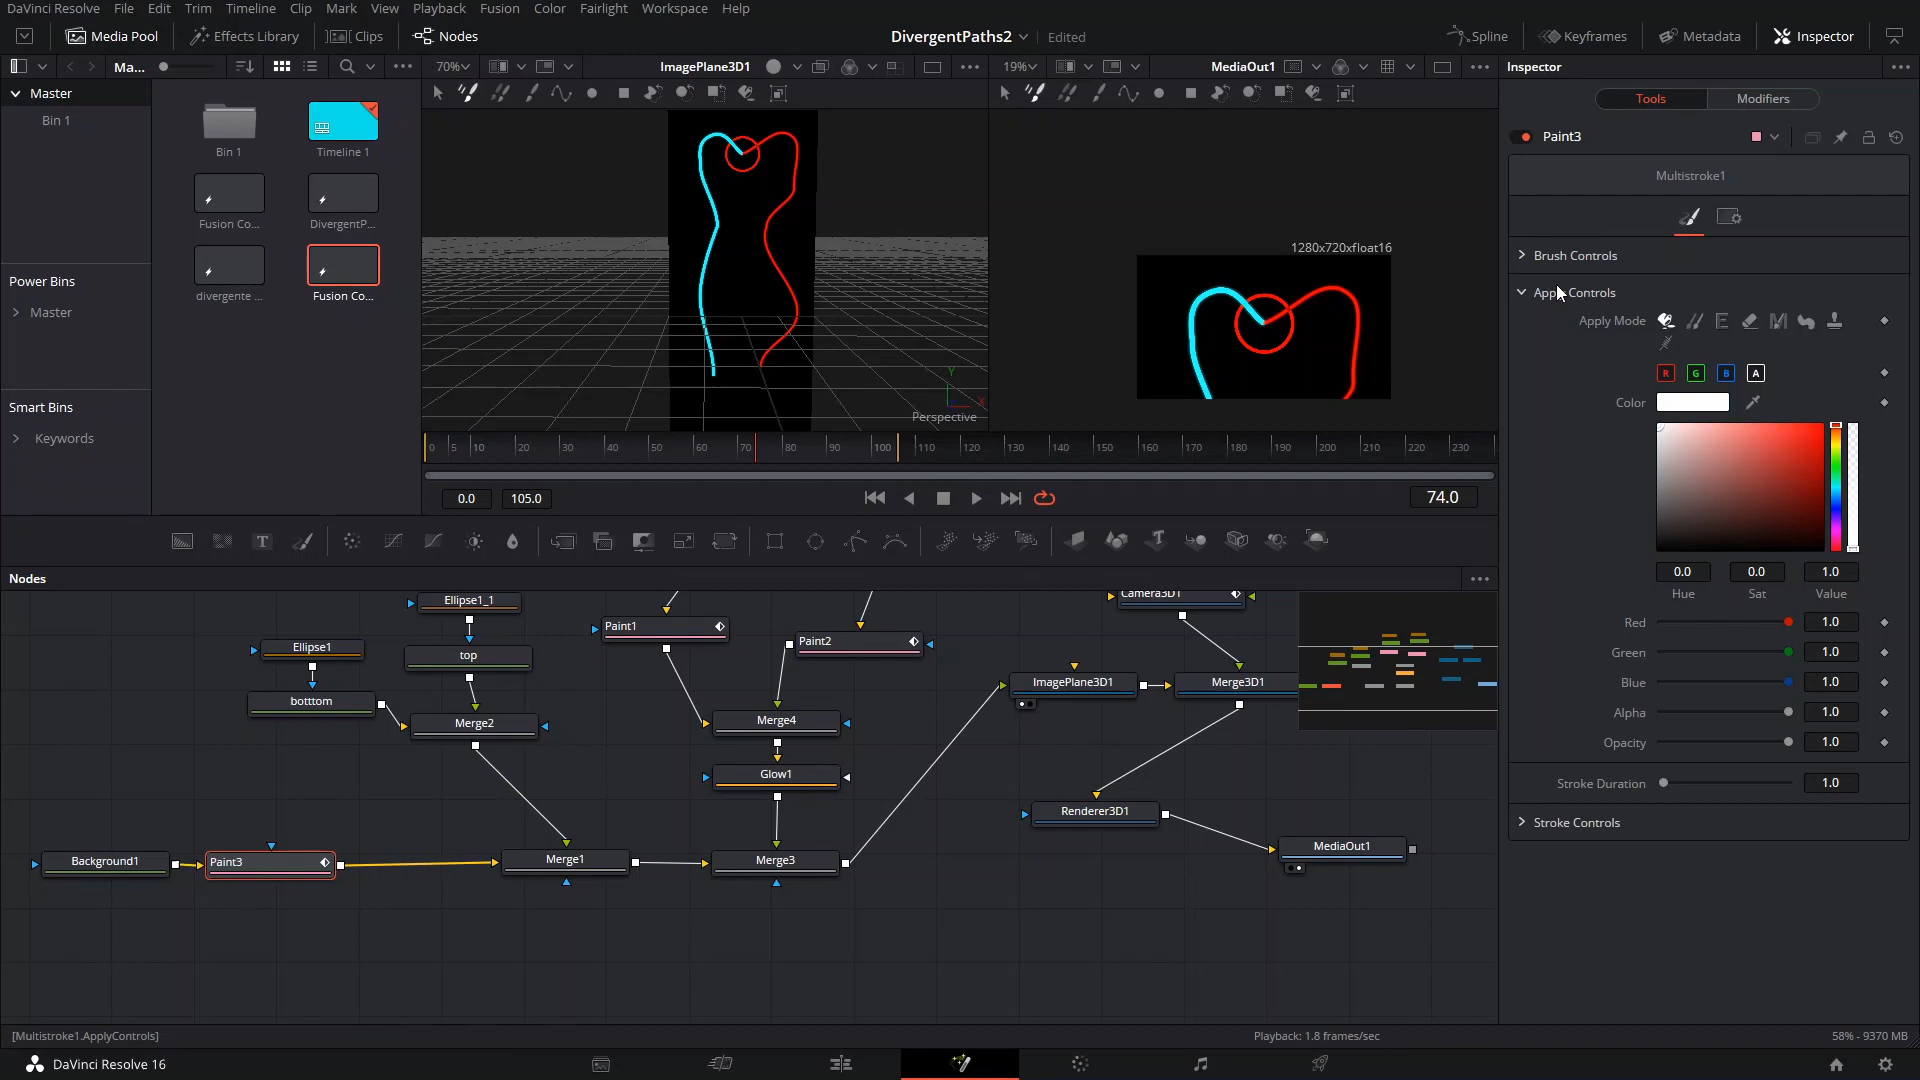 DaVinci Resolve File Edit Trim Timeline Clip Mark View Playback Fusion Color Fairlight Workspace Help
Media Pool Effects Library Clips Nodes DivergentPaths2 Edited Spline Keyframes Metadata Inspector
Ma... 70% ImagePlane3D1 19% MediaOut1 Inspector
Master
Bin 1
Power Bins
Master
Smart Bins
Keywords
Bin 1 Timeline 1
Fusion Co... DivergentP...
divergente ... Fusion Co...
Y
X
Perspective
1280x720xfloat16
0 5 10 20 30 40 50 60 70 80 90 100 110 120 130 140 150 160 170 180 190 200 210 220 230
0.0 105.0 74.0
Nodes
Ellipse1_1
Ellipse1
top
botttom
Merge2
Paint1
Paint2
Merge4
Glow1
Camera3D1
ImagePlane3D1
Merge3D1
Renderer3D1
MediaOut1
Background1
Paint3
Merge1
Merge3
Tools Modifiers
Paint3
Multistroke1
Brush Controls
Apply Controls
Apply Mode
E M
R G B A
Color
0.0 0.0 1.0
Hue Sat Value
Red 1.0
Green 1.0
Blue 1.0
Alpha 1.0
Opacity 1.0
Stroke Duration 1.0
Stroke Controls
[Multistroke1.ApplyControls] Playback: 1.8 frames/sec 58% - 9370 MB
DaVinci Resolve 16